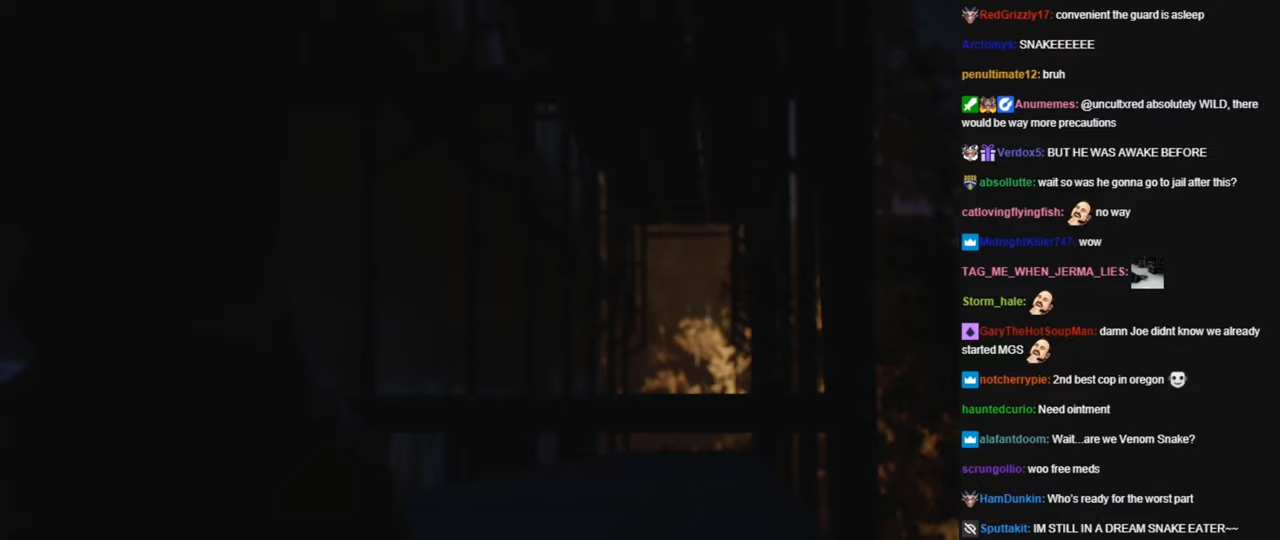 RedGrizzly17: convenient the guard is asleep
Arctomys: SNAKEEEEEE
penultimate12: bruh
Anumemes: @uncultxred absolutely WILD, there
would be way more precautions
Verdox5: BUT HE WAS AWAKE BEFORE
absollutte: wait so was he gonna go to jail after this?
catlovingflyingfish: no way
MidnightKiller747: wow
TAG_ME_WHEN_JERMA_LIES:
Storm_hale:
GaryTheHotSoupMan: damn Joe didnt know we already
started MGS
notcherrypie: 2nd best cop in oregon
hauntedcurio: Need ointment
alafantdoom: Wait...are we Venom Snake?
scrungollio: woo free meds
HamDunkin: Who's ready for the worst part
Sputtakit: IM STILL IN A DREAM SNAKE EATER~~